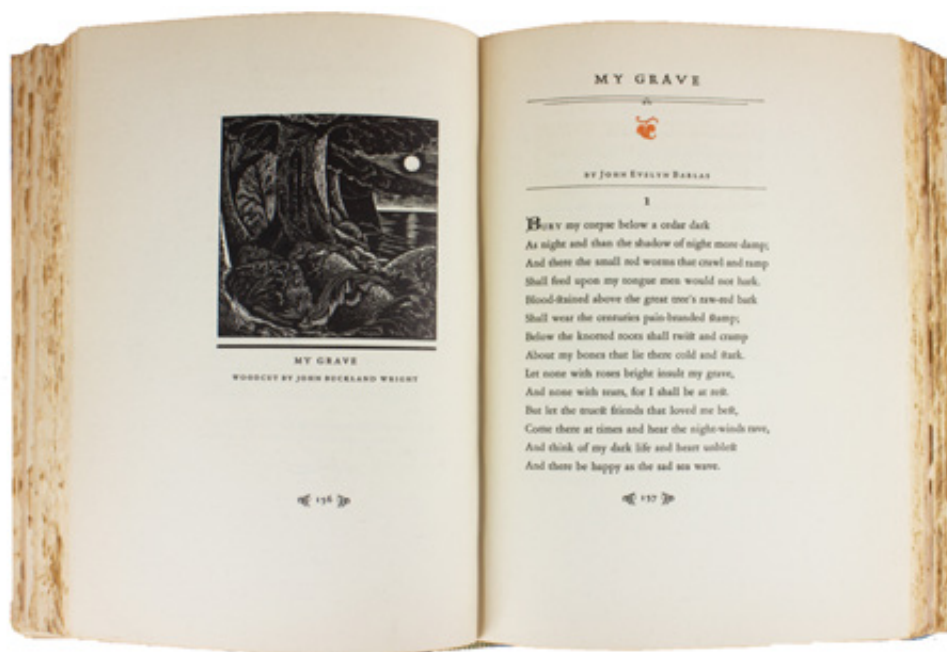 MY GRAVE
WOODCUT BY JOHN BUCKLAND WRIGHT
156
MY GRAVE
BY JOHN EVELYN BARLAS
I
BURY my corpse below a cedar dark
As night and than the shadow of night more damp;
And there the small red worms that crawl and ramp
Shall feed upon my tongue men would not hark.
Blood-stained above the great tree's raw-red bark
Shall wear the centuries pain-branded stamp;
Below the knotted roots shall twist and cramp
About my bones that lie there cold and stark.
Let none with roses bright insult my grave,
And none with tears, for I shall be at rest.
But let the truest friends that loved me best,
Come there at times and hear the night-winds rave,
And think of my dark life and heart unblest
And there be happy as the sad sea wave.
157